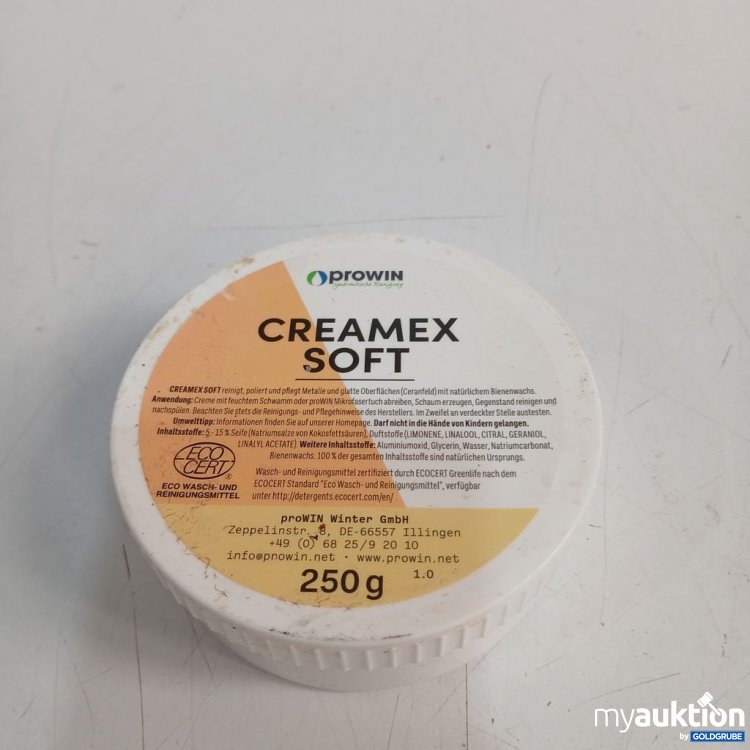 prowin
symbiontische Reinigung
CREAMEX
SOFT
CREAMEX SOFT reinigt, poliert und pflegt Metalle und glatte Oberflächen (Ceranfeld) mit natürlichem Bienenwachs.
Anwendung: Creme mit feuchtem Schwamm oder proWIN Mikrofasertuch abreiben, Schaum erzeugen, Gegenstand reinigen und
nachspülen. Beachten Sie stets die Reinigungs- und Pflegehinweise des Herstellers. Im Zweifel an verdeckter Stelle austesten.
Umwelttipp: Informationen finden Sie auf unserer Homepage. Darf nicht in die Hände von Kindern gelangen.
Inhaltsstoffe: 5 - 15 % Seife (Natriumsalze von Kokosfettsäuren), Duftstoffe (LIMONENE, LINALOOL, CITRAL, GERANIOL,
LINALYL ACETATE). Weitere Inhaltsstoffe: Aluminiumoxid, Glycerin, Wasser, Natriumcarbonat,
Bienenwachs. 100 % der gesamten Inhaltsstoffe sind natürlichen Ursprungs.
ECO
CERT
ECO WASCH- UND
REINIGUNGSMITTEL
Wasch- und Reinigungsmittel zertifiziert durch ECOCERT Greenlife nach dem
ECOCERT Standard "Eco Wasch- und Reinigungsmittel", verfügbar
unter http://detergents.ecocert.com/en/
proWIN Winter GmbH
Zeppelinstr. 8, DE-66557 Illingen
+49 (0) 68 25/9 20 10
info@prowin.net · www.prowin.net
250 g
1.0
myauktion
by GOLDGRUBE